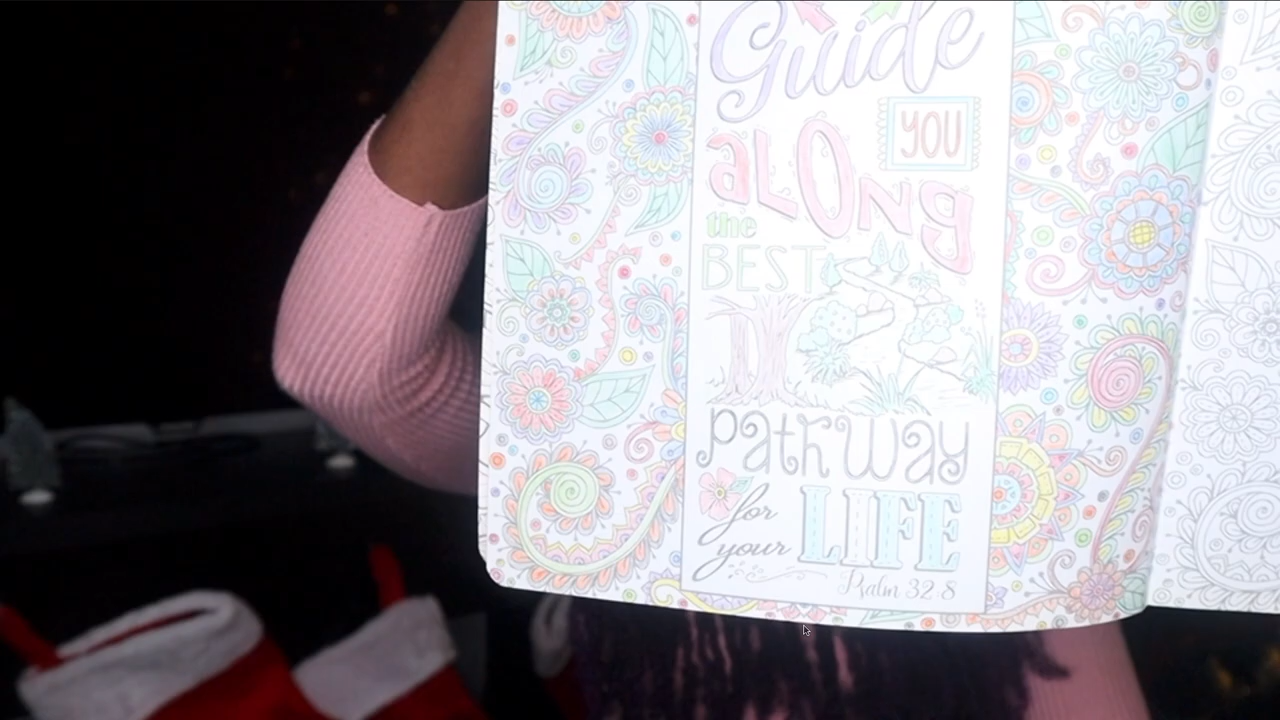 Guide
YOU
aLONg
the
BEST
pathway
for
your
LIFE
Psalm 32:8